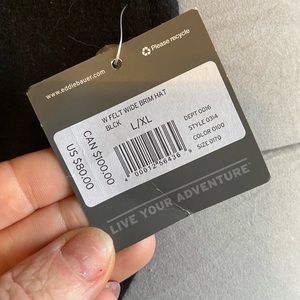 www.eddiebauer.com
Please recycle
W FELT WIDE BRIM HAT
BLCK L/XL
DEPT 0016
STYLE 0314
COLOR 0100
SIZE 0170
CAN $100.00
US $80.00
LIVE YOUR ADVENTURE